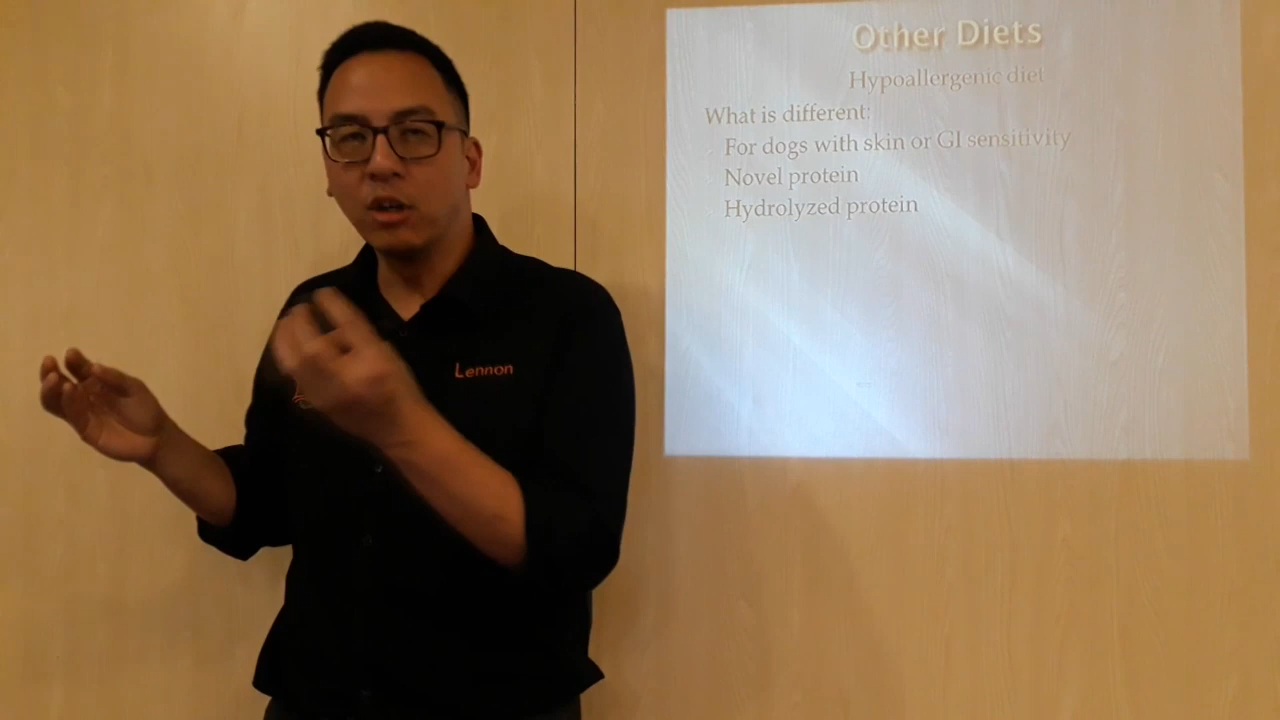 Other Diets
Hypoallergenic diet
What is different:
For dogs with skin or GI sensitivity
Novel protein
Hydrolyzed protein
Lennon